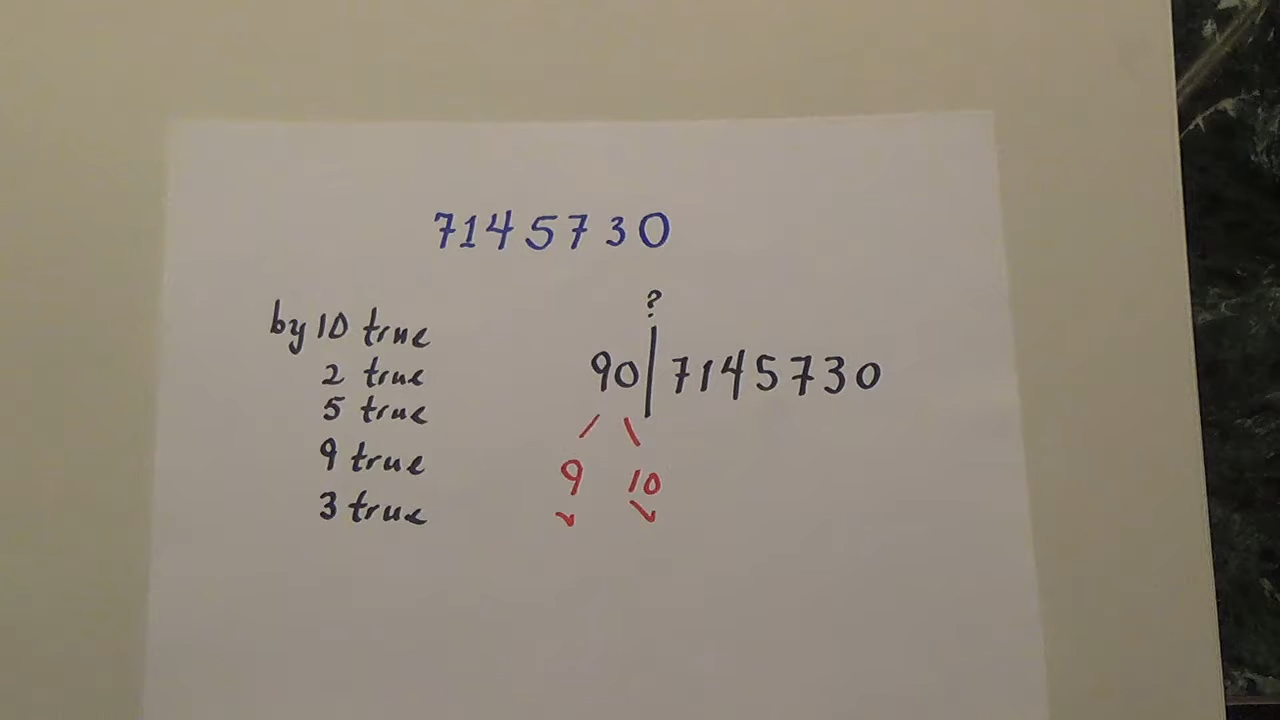 7145730
by 10 true
2 true
5 true
9 true
3 true
?
90|7145730
9 10